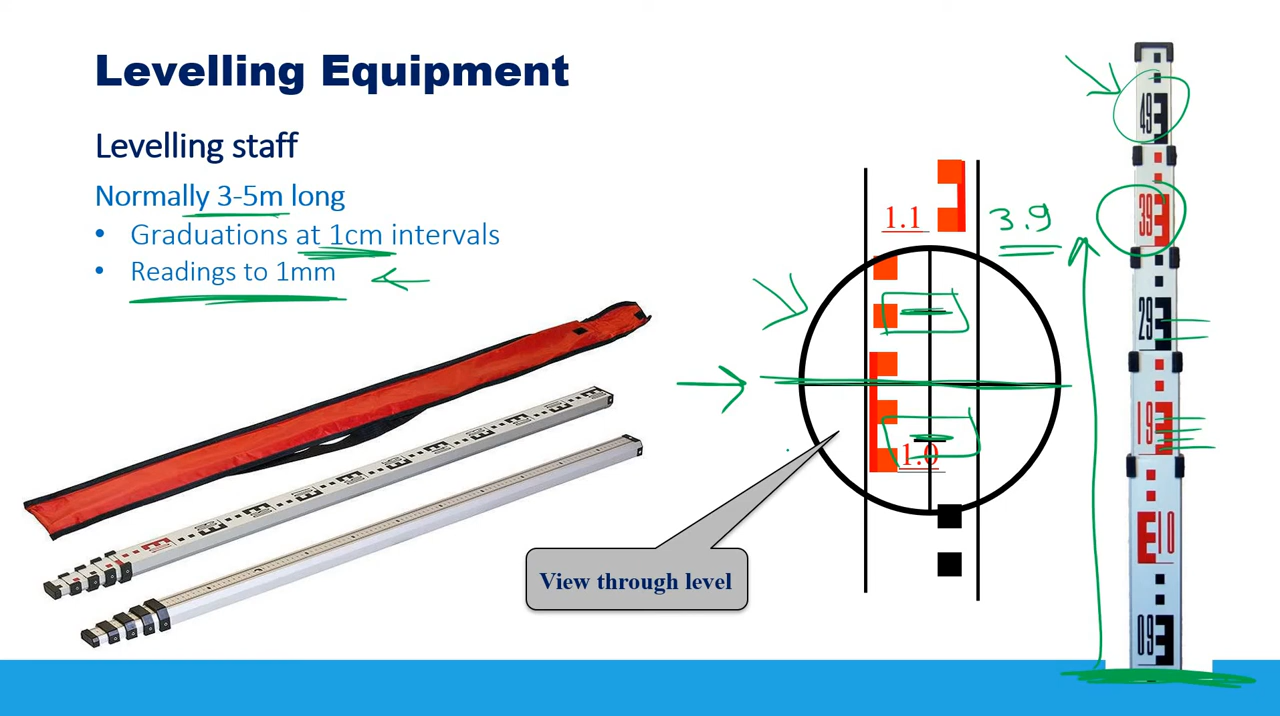 Levelling Equipment
Levelling staff
Normally 3-5m long
• Graduations at 1cm intervals
• Readings to 1mm
1.1
3.9
1.0
View through level
49
39
29
19
10
09